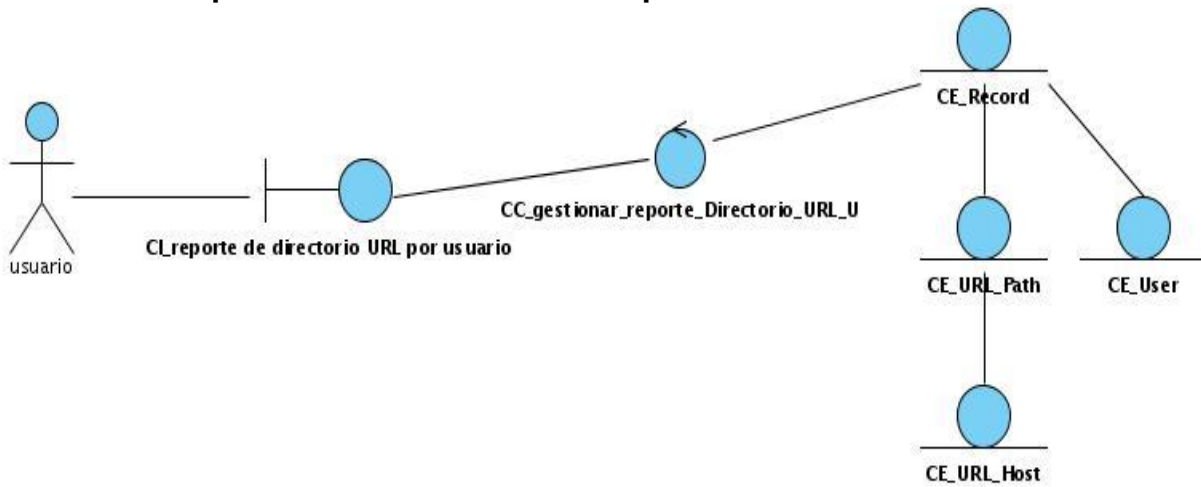 CE_Record
CC_gestionar_reporte_Directorio_URL_U
CI_reporte de directorio URL por usuario
usuario
CE_URL_Path
CE_User
CE_URL_Host